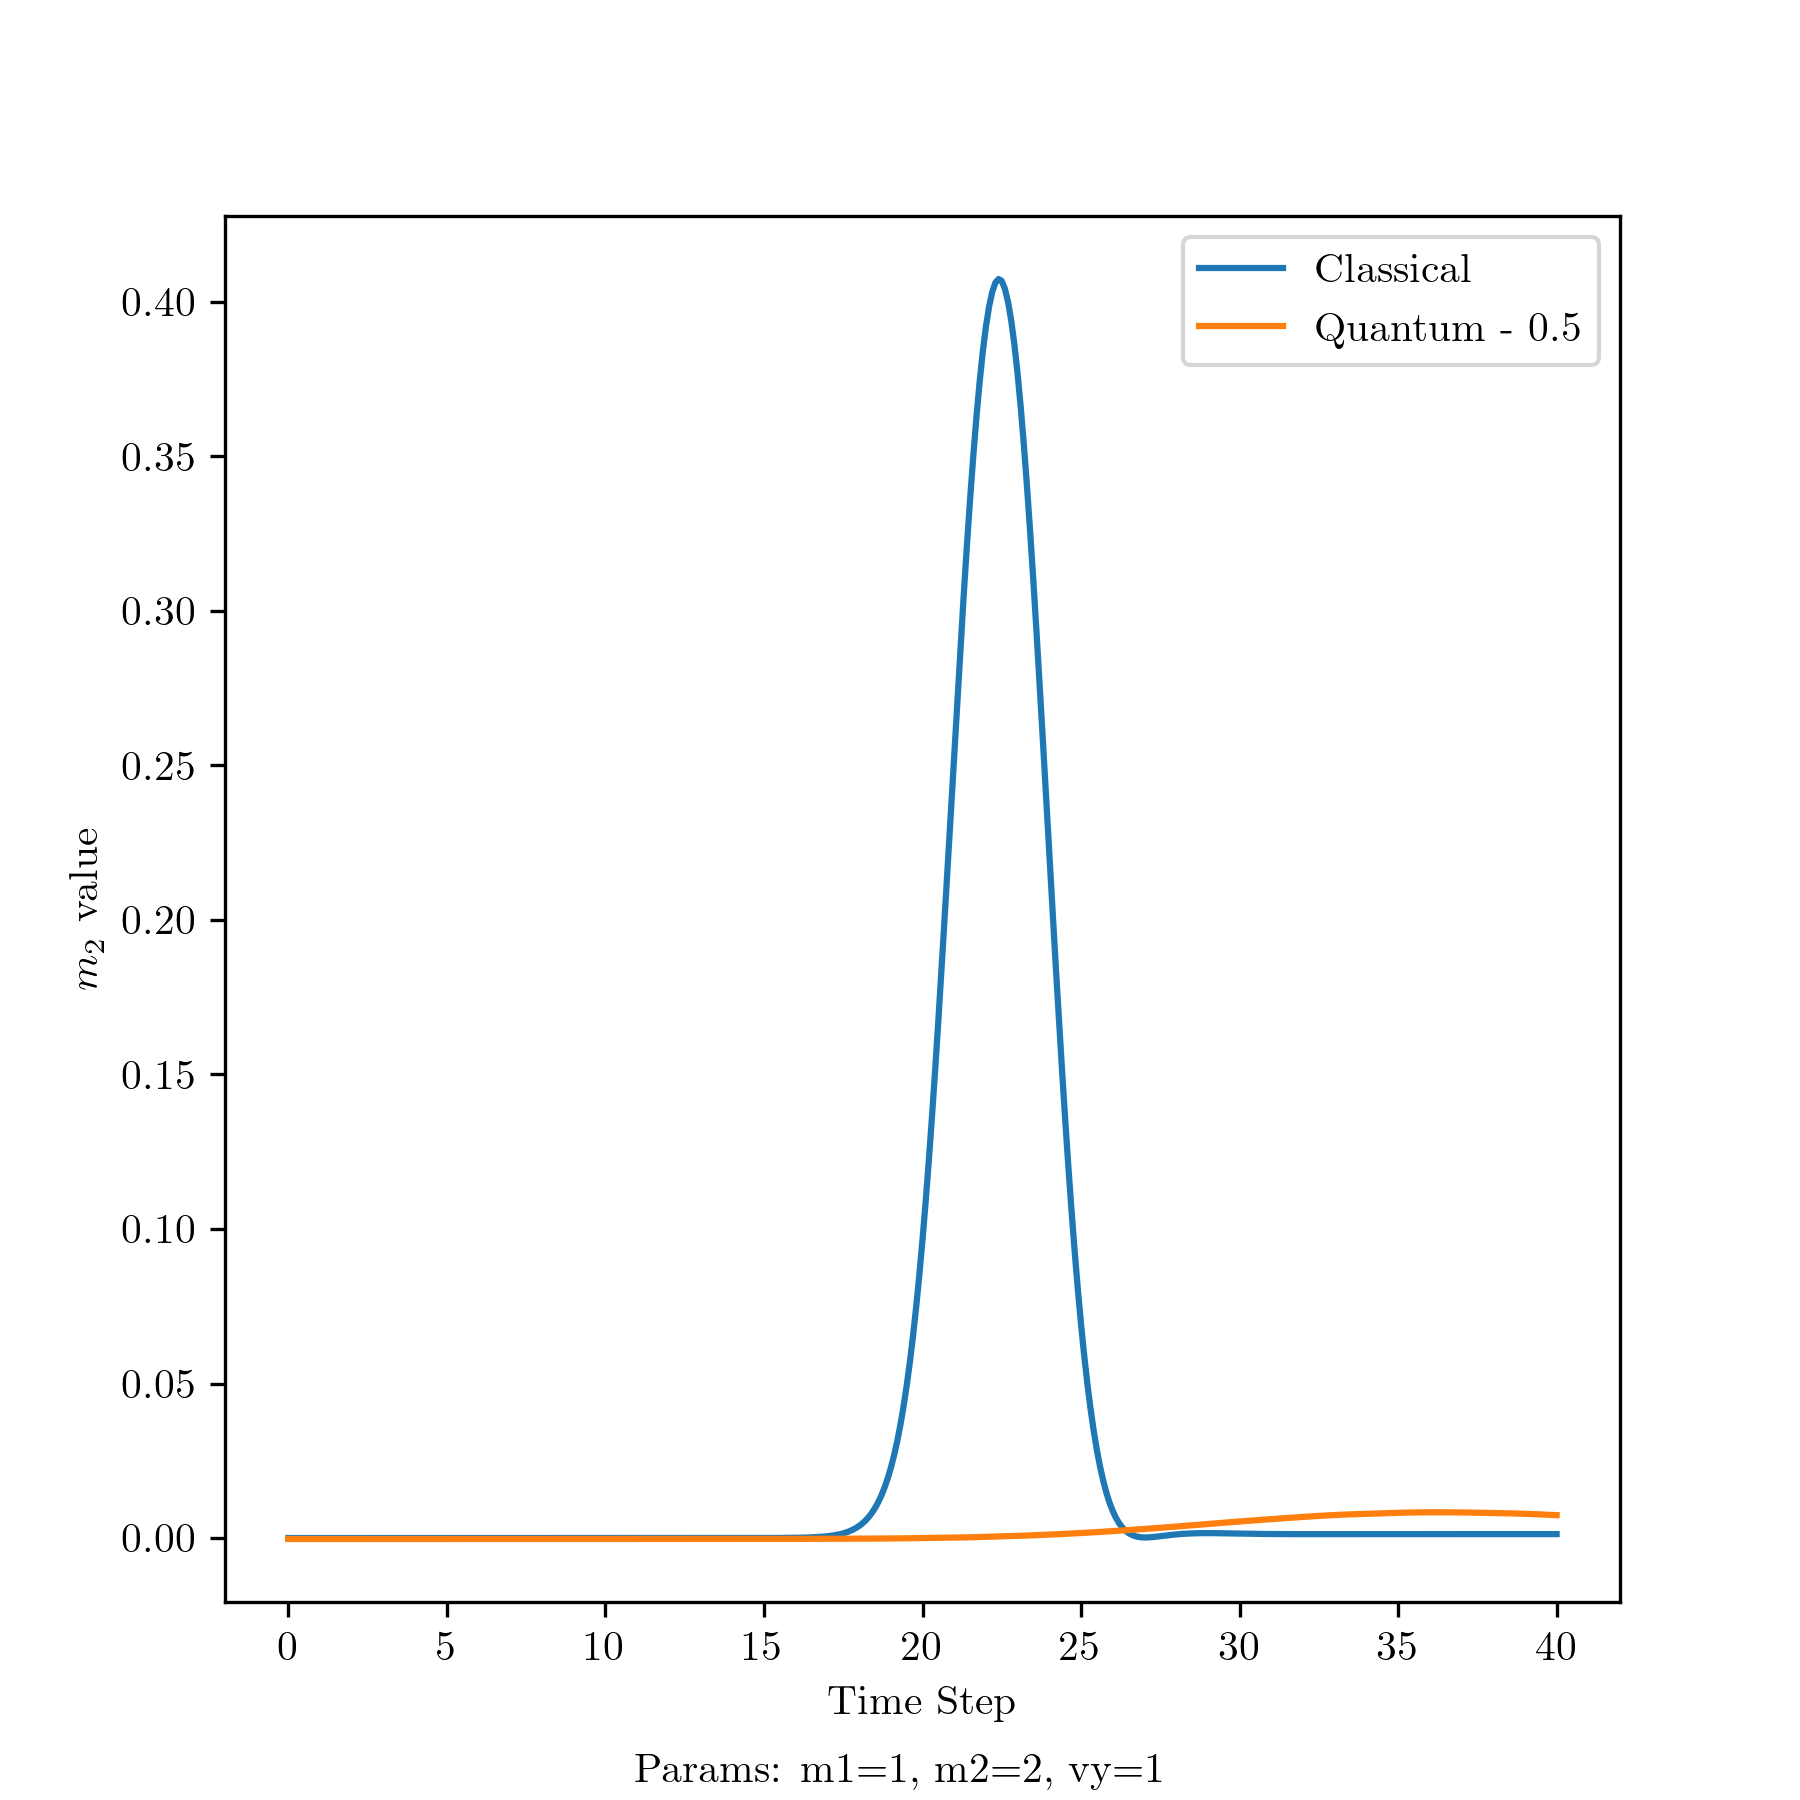 Classical
Quantum - 0.5
0.40
0.35
0.30
0.25
0.20
0.15
0.10
0.05
0.00
m₂ value
0 5 10 15 20 25 30 35 40
Time Step
Params: m1=1, m2=2, vy=1